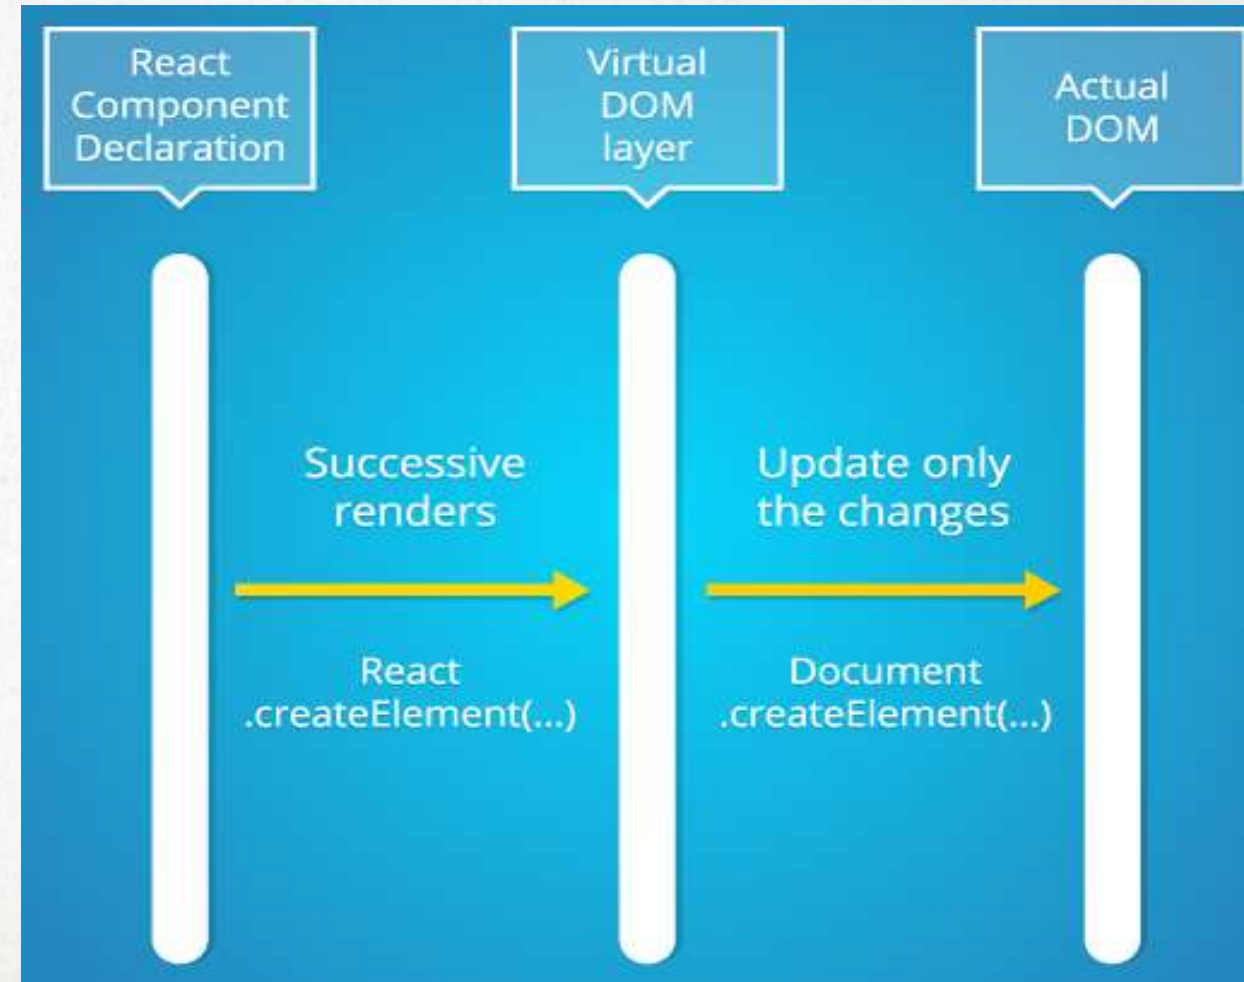 React
Component
Declaration
Virtual
DOM
layer
Actual
DOM
Successive
renders
Update only
the changes
React
.createElement(...)
Document
.createElement(...)